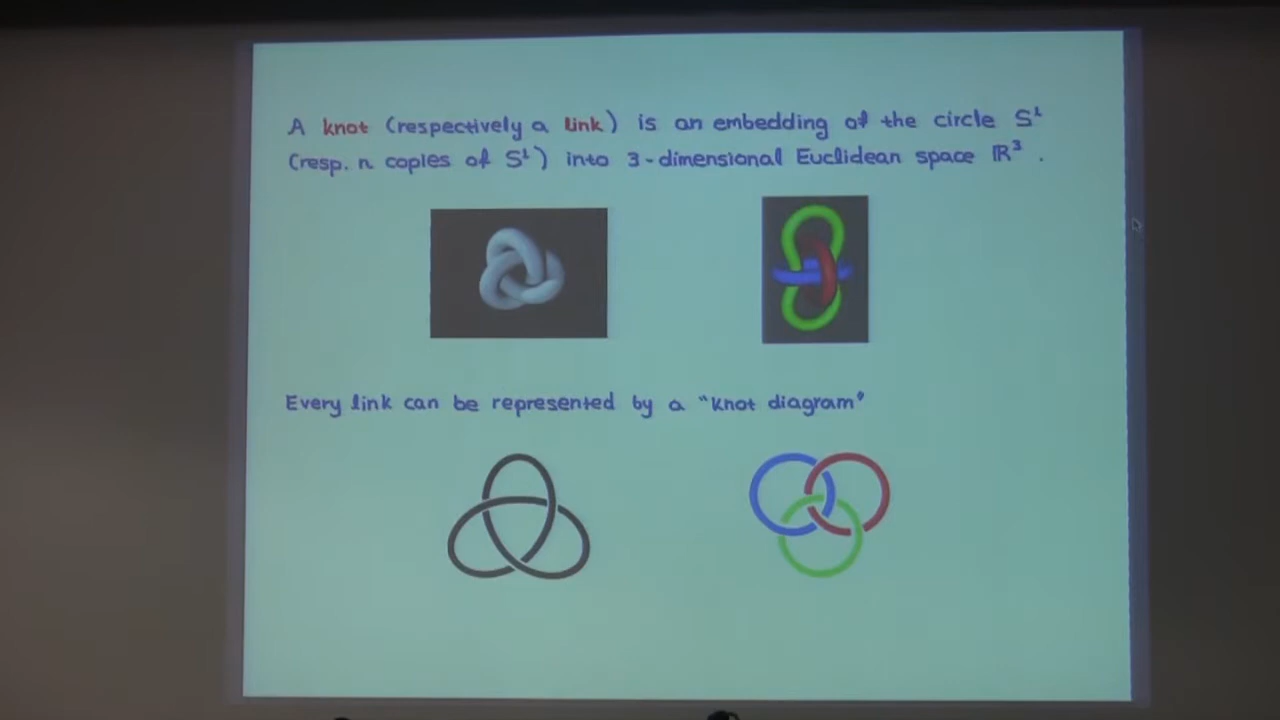 A knot (respectively a link) is an embedding of the circle S¹
(resp. n copies of S¹) into 3-dimensional Euclidean space ℝ³.
Every link can be represented by a "Knot diagram"